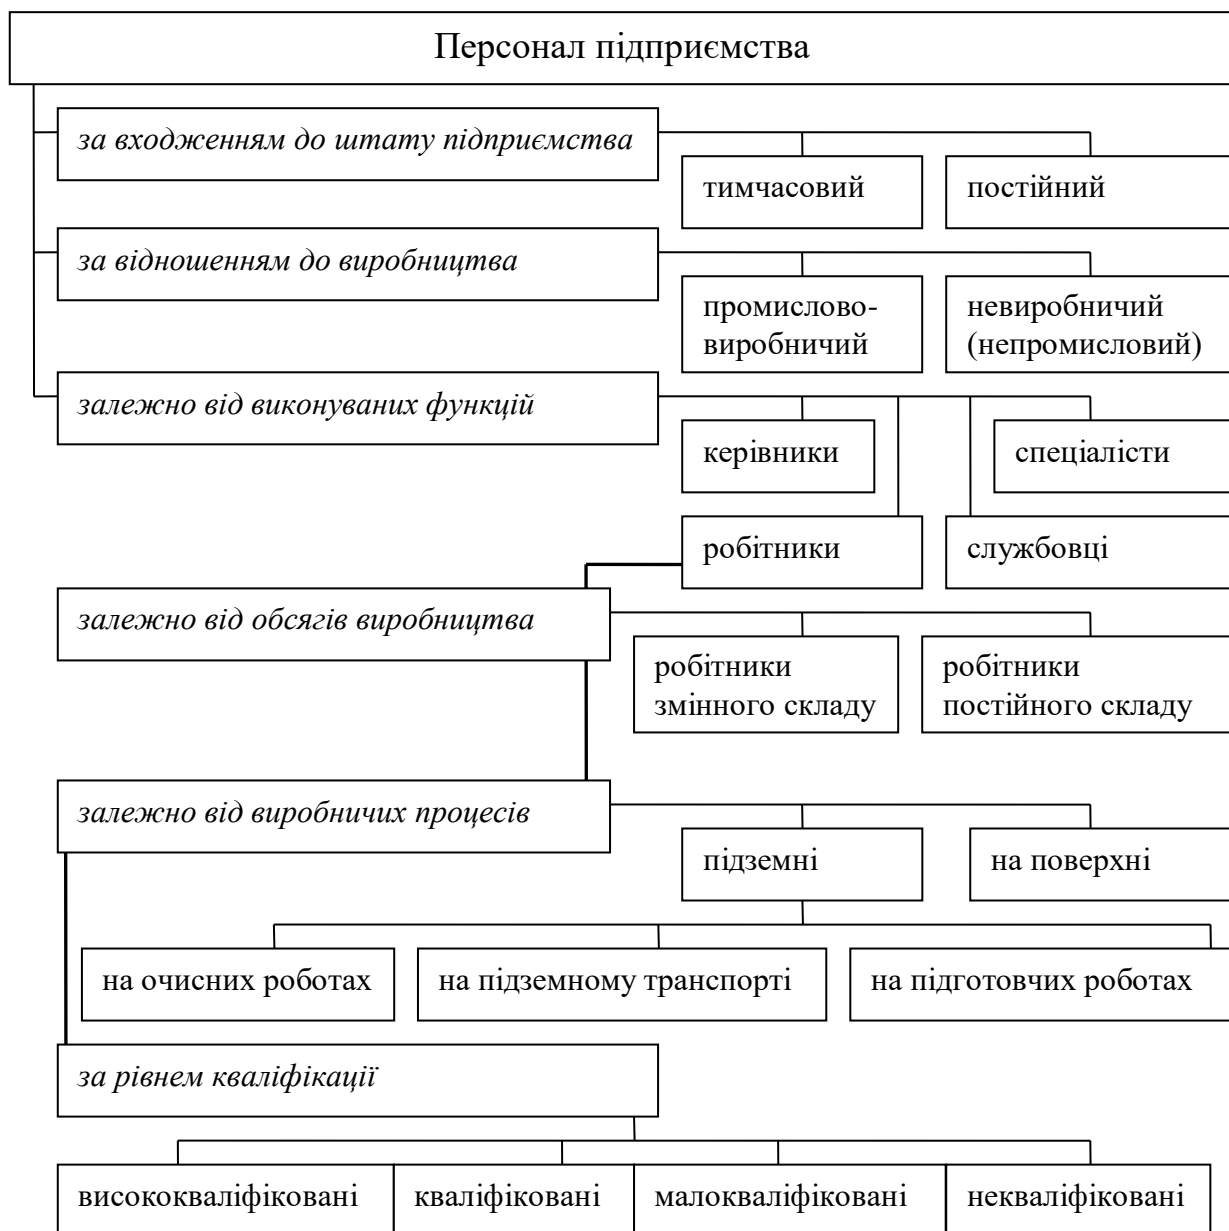 Персонал підприємства
за входженням до штату підприємства
тимчасовий
постійний
за відношенням до виробництва
промислово-
виробничий
невиробничий
(непромисловий)
залежно від виконуваних функцій
керівники
спеціалісти
робітники
службовці
залежно від обсягів виробництва
робітники
змінного складу
робітники
постійного складу
залежно від виробничих процесів
підземні
на поверхні
на очисних роботах
на підземному транспорті
на підготовчих роботах
за рівнем кваліфікації
висококваліфіковані
кваліфіковані
малокваліфіковані
некваліфіковані